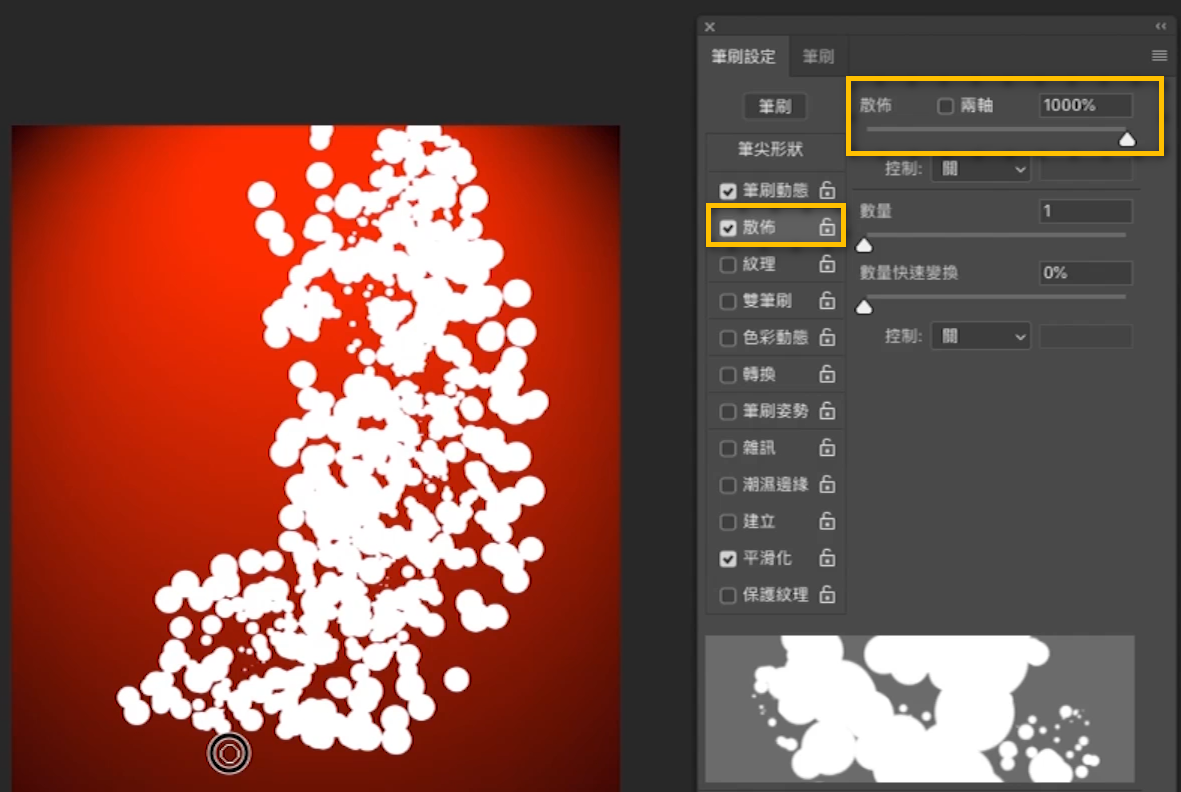 筆刷設定 筆刷
筆刷
散佈 兩軸 1000%
筆尖形狀
控制: 關
筆刷動態
數量 1
散佈
紋理
數量快速變換 0%
雙筆刷
色彩動態
控制: 關
轉換
筆刷姿勢
雜訊
潮濕邊緣
建立
平滑化
保護紋理